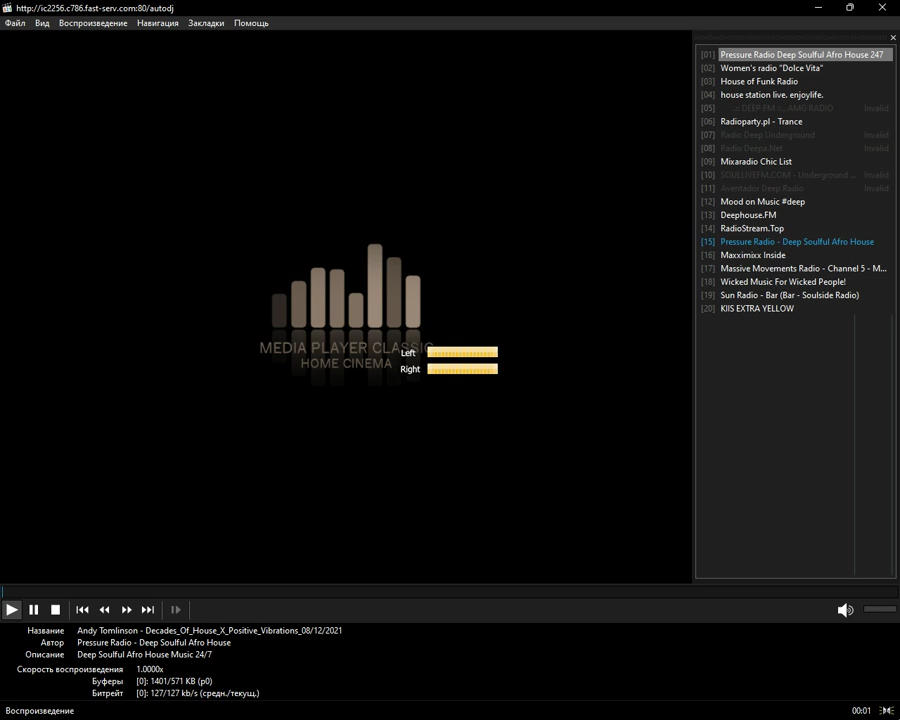 http://ic2256.c786.fast-serv.com:80/autodj
Файл Вид Воспроизведение Навигация Закладки Помощь
[01] Pressure Radio Deep Soulful Afro House 247
[02] Women's radio "Dolce Vita"
[03] House of Funk Radio
[04] house station live. enjoylife.
[05] .:: DEEP FM ::.. AMG RADIO Invalid
[06] Radioparty.pl - Trance
[07] Radio Deep Underground Invalid
[08] Radio Deepa.Net Invalid
[09] Mixaradio Chic List
[10] SOULLIVEFM.COM - Underground ... Invalid
[11] Aventador Deep Radio Invalid
[12] Mood on Music #deep
[13] Deephouse.FM
[14] RadioStream.Top
[15] Pressure Radio - Deep Soulful Afro House
[16] Maxximixx Inside
[17] Massive Movements Radio - Channel 5 - M...
[18] Wicked Music For Wicked People!
[19] Sun Radio - Bar (Bar - Soulside Radio)
[20] KIIS EXTRA YELLOW
MEDIA PLAYER CLASSIC
HOME CINEMA
Left
Right
Название Andy Tomlinson - Decades_Of_House_X_Positive_Vibrations_08/12/2021
Автор Pressure Radio - Deep Soulful Afro House
Описание Deep Soulful Afro House Music 24/7
Скорость воспроизведения 1.0000x
Буферы [0]: 1401/571 KB (p0)
Битрейт [0]: 127/127 kb/s (средн./текущ.)
Воспроизведение 00:01